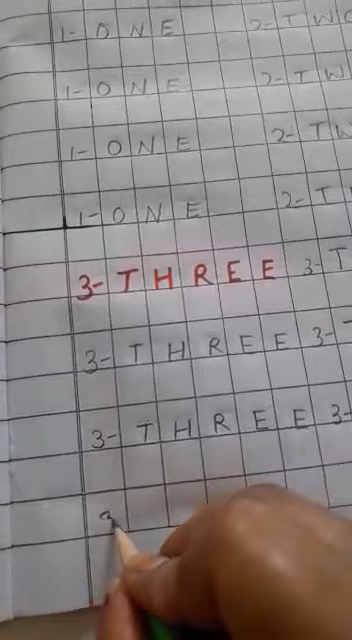 1- O N E 2- T W O
1- O N E 2- T W
1- O N E 2- T W
1- O N E 2- T
3- T H R E E 3- T
3- T H R E E 3-
3- T H R E E 3-
3